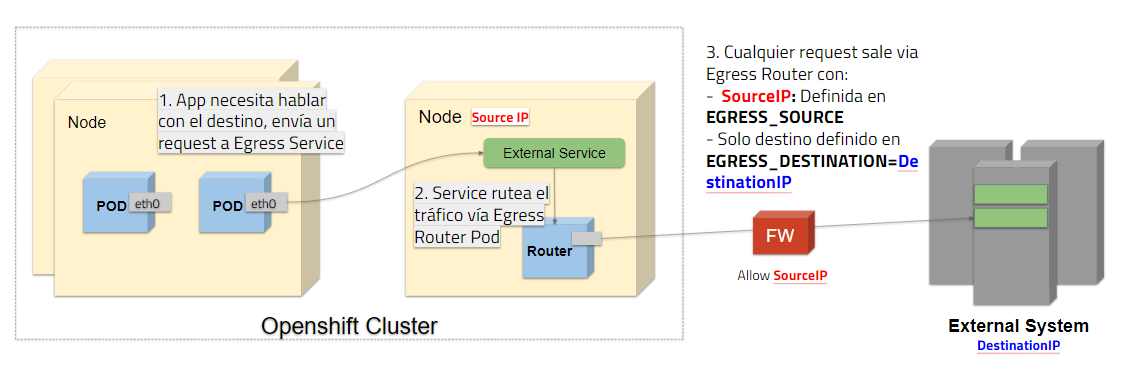 1. App necesita hablar
con el destino, envía un
request a Egress Service
Node
POD
eth0
POD
eth0
Node
Source IP
External Service
2. Service rutea el
tráfico vía Egress
Router Pod
Router
Openshift Cluster
3. Cualquier request sale via
Egress Router con:
- SourceIP: Definida en
EGRESS_SOURCE
- Solo destino definido en
EGRESS_DESTINATION=De
stinationIP
FW
Allow SourceIP
External System
DestinationIP